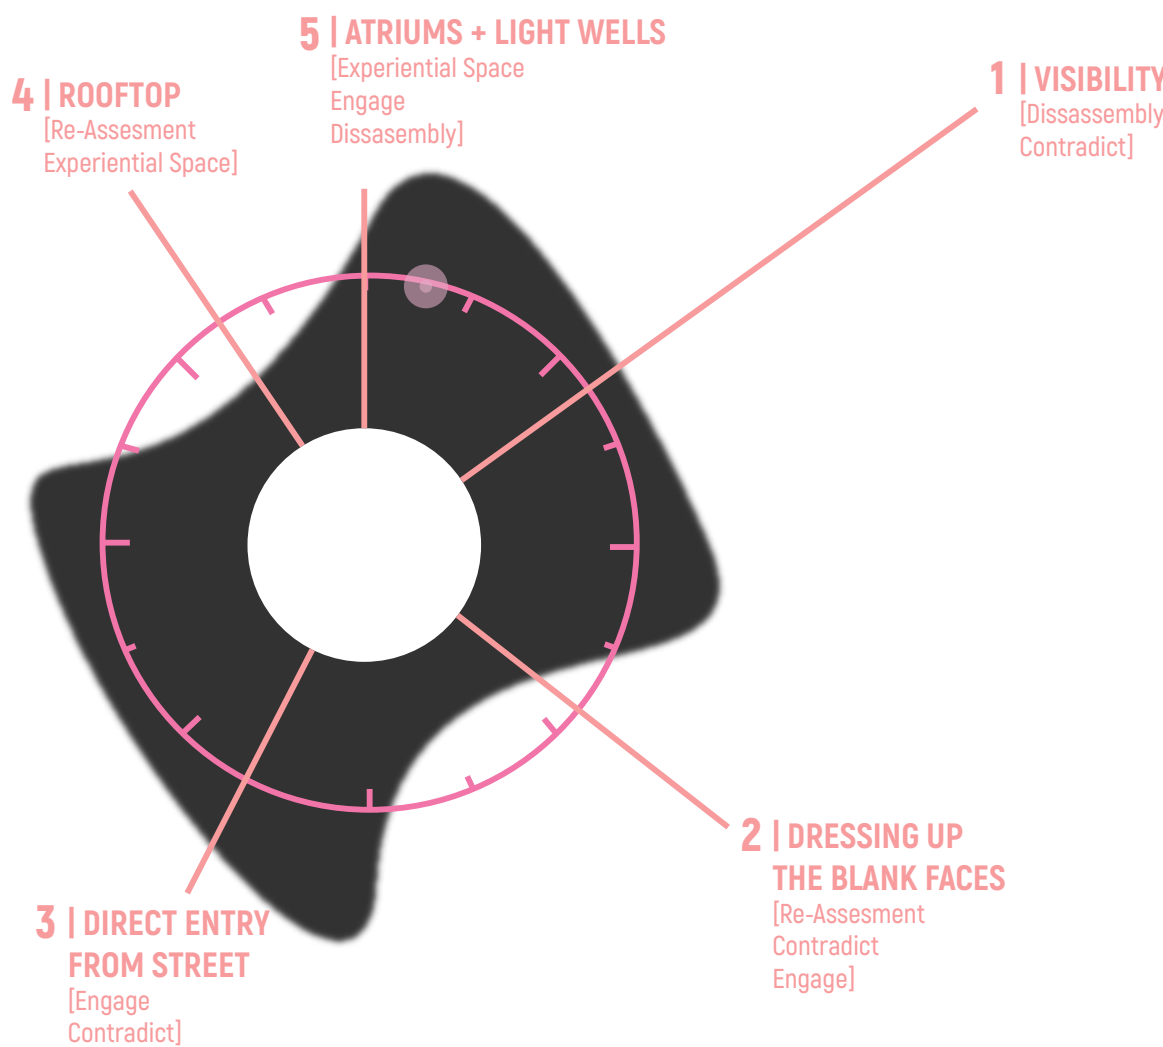 5 | ATRIUMS + LIGHT WELLS
[Experiential Space
Engage
Dissasembly]
4 | ROOFTOP
[Re-Assesment
Experiential Space]
1 | VISIBILITY
[Dissassembly
Contradict]
2 | DRESSING UP
THE BLANK FACES
[Re-Assesment
Contradict
Engage]
3 | DIRECT ENTRY
FROM STREET
[Engage
Contradict]